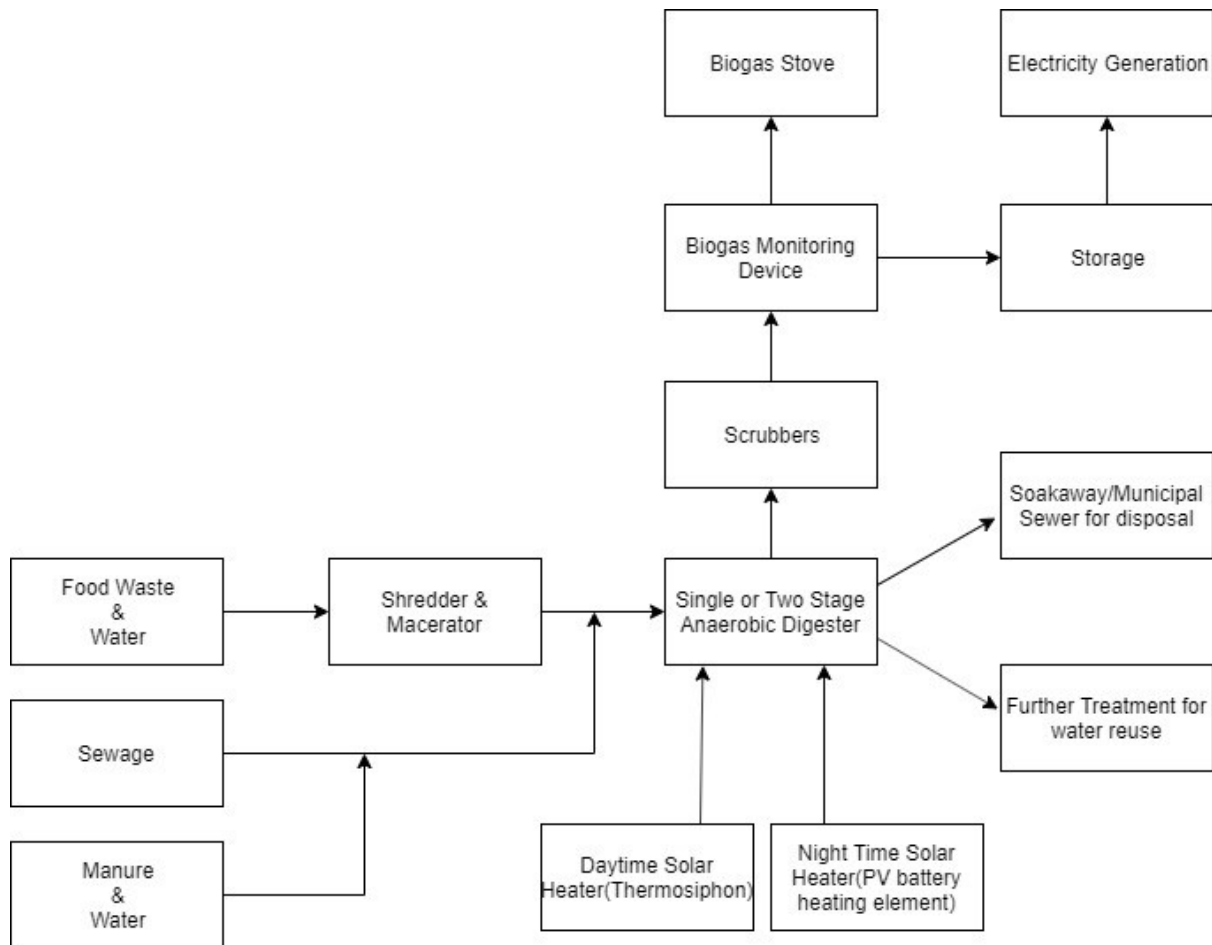 Biogas Stove
Electricity Generation
Biogas Monitoring
Device
Storage
Scrubbers
Soakaway/Municipal
Sewer for disposal
Food Waste
&
Water
Shredder &
Macerator
Single or Two Stage
Anaerobic Digester
Further Treatment for
water reuse
Sewage
Daytime Solar
Heater(Thermosiphon)
Night Time Solar
Heater(PV battery
heating element)
Manure
&
Water